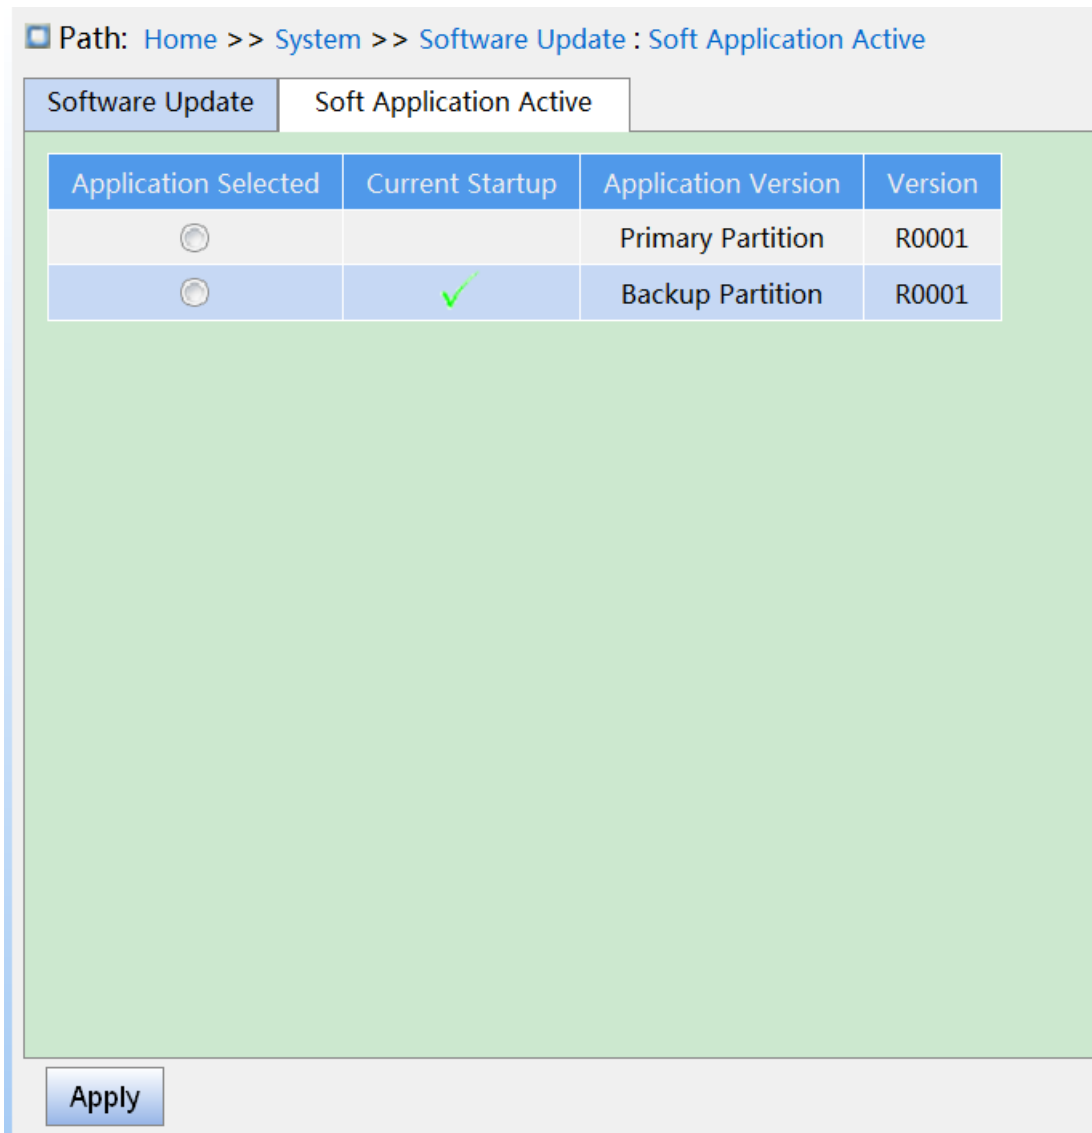 Path: Home >> System >> Software Update : Soft Application Active
Software Update Soft Application Active
Application Selected Current Startup Application Version Version
Primary Partition R0001
Backup Partition R0001
Apply